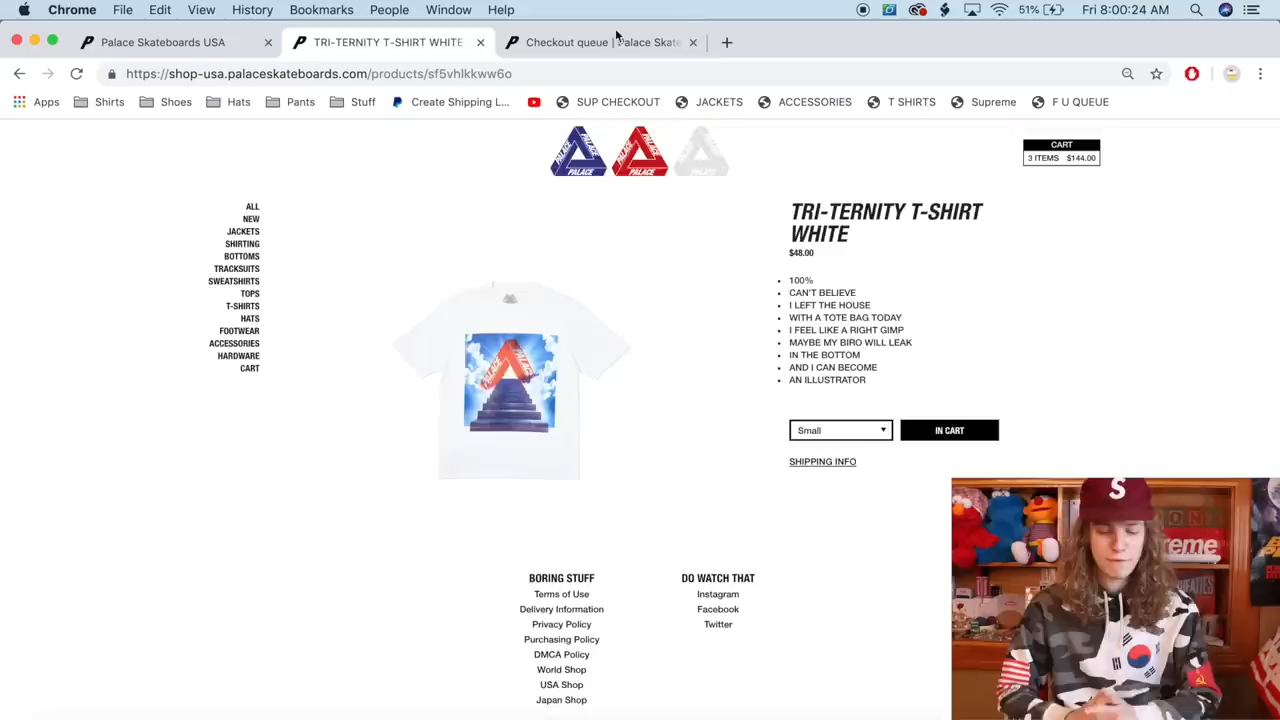 Chrome File Edit View History Bookmarks People Window Help 51% Fri 8:00:24 AM
Palace Skateboards USA TRI-TERNITY T-SHIRT WHITE Checkout queue | Palace Skate
https://shop-usa.palaceskateboards.com/products/sf5vhlkkww6o
Apps Shirts Shoes Hats Pants Stuff Create Shipping L... SUP CHECKOUT JACKETS ACCESSORIES T SHIRTS Supreme F U QUEUE
PALACE PALACE PALACE
CART
3 ITEMS $144.00
ALL
NEW
JACKETS
SHIRTING
BOTTOMS
TRACKSUITS
SWEATSHIRTS
TOPS
T-SHIRTS
HATS
FOOTWEAR
ACCESSORIES
HARDWARE
CART
PALACE
TRI-TERNITY T-SHIRT
WHITE
$48.00
100%
CAN'T BELIEVE
I LEFT THE HOUSE
WITH A TOTE BAG TODAY
I FEEL LIKE A RIGHT GIMP
MAYBE MY BIRO WILL LEAK
IN THE BOTTOM
AND I CAN BECOME
AN ILLUSTRATOR
Small IN CART
SHIPPING INFO
S
reme
BORING STUFF
Terms of Use
Delivery Information
Privacy Policy
Purchasing Policy
DMCA Policy
World Shop
USA Shop
Japan Shop
DO WATCH THAT
Instagram
Facebook
Twitter